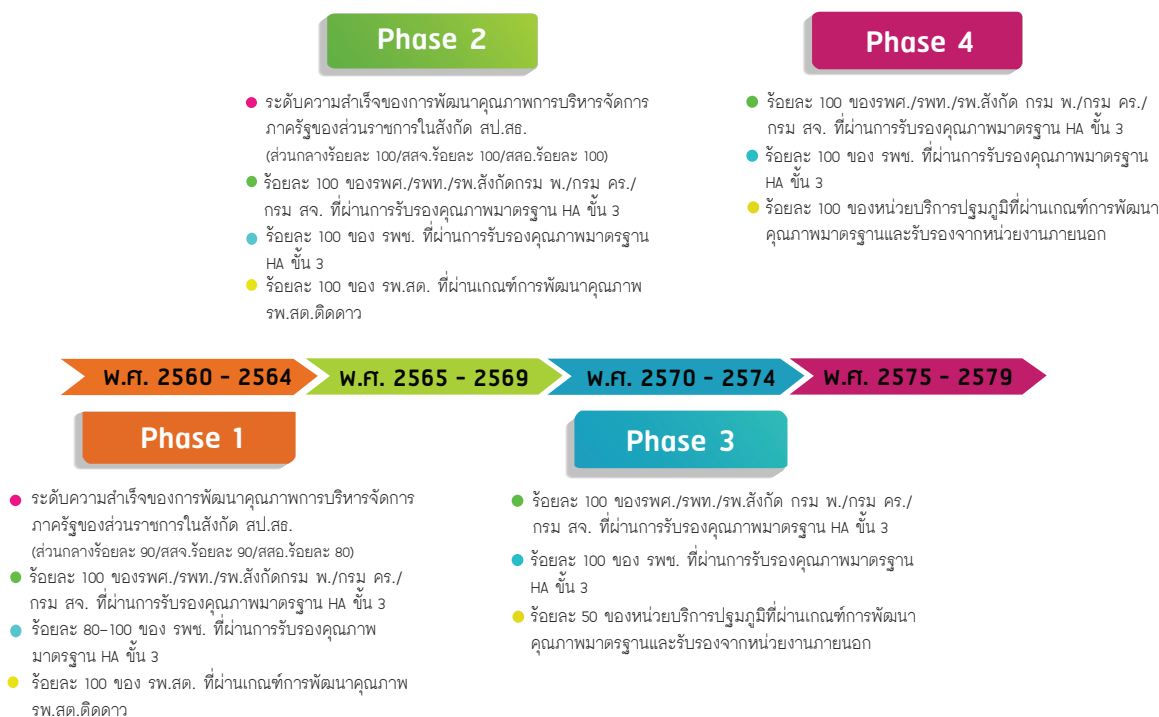 Phase 2
ระดับความสำเร็จของการพัฒนาคุณภาพการบริหารจัดการ
ภาครัฐของส่วนราชการในสังกัด สป.สธ.
(ส่วนกลางร้อยละ 100/สสจ.ร้อยละ 100/สสอ.ร้อยละ 100)
ร้อยละ 100 ของรพศ./รพท./รพ.สังกัดกรม พ./กรม คร./
กรม สจ. ที่ผ่านการรับรองคุณภาพมาตรฐาน HA ขั้น 3
ร้อยละ 100 ของ รพช. ที่ผ่านการรับรองคุณภาพมาตรฐาน
HA ขั้น 3
ร้อยละ 100 ของ รพ.สต. ที่ผ่านเกณฑ์การพัฒนาคุณภาพ
รพ.สต.ติดดาว
Phase 4
ร้อยละ 100 ของรพศ./รพท./รพ.สังกัด กรม พ./กรม คร./
กรม สจ. ที่ผ่านการรับรองคุณภาพมาตรฐาน HA ขั้น 3
ร้อยละ 100 ของ รพช. ที่ผ่านการรับรองคุณภาพมาตรฐาน
HA ขั้น 3
ร้อยละ 100 ของหน่วยบริการปฐมภูมิที่ผ่านเกณฑ์การพัฒนา
คุณภาพมาตรฐานและรับรองจากหน่วยงานภายนอก
พ.ศ. 2560 - 2564
พ.ศ. 2565 - 2569
พ.ศ. 2570 - 2574
พ.ศ. 2575 - 2579
Phase 1
ระดับความสำเร็จของการพัฒนาคุณภาพการบริหารจัดการ
ภาครัฐของส่วนราชการในสังกัด สป.สธ.
(ส่วนกลางร้อยละ 90/สสจ.ร้อยละ 90/สสอ.ร้อยละ 80)
ร้อยละ 100 ของรพศ./รพท./รพ.สังกัดกรม พ./กรม คร./
กรม สจ. ที่ผ่านการรับรองคุณภาพมาตรฐาน HA ขั้น 3
ร้อยละ 80-100 ของ รพช. ที่ผ่านการรับรองคุณภาพ
มาตรฐาน HA ขั้น 3
ร้อยละ 100 ของ รพ.สต. ที่ผ่านเกณฑ์การพัฒนาคุณภาพ
รพ.สต.ติดดาว
Phase 3
ร้อยละ 100 ของรพศ./รพท./รพ.สังกัด กรม พ./กรม คร./
กรม สจ. ที่ผ่านการรับรองคุณภาพมาตรฐาน HA ขั้น 3
ร้อยละ 100 ของ รพช. ที่ผ่านการรับรองคุณภาพมาตรฐาน
HA ขั้น 3
ร้อยละ 50 ของหน่วยบริการปฐมภูมิที่ผ่านเกณฑ์การพัฒนา
คุณภาพมาตรฐานและรับรองจากหน่วยงานภายนอก